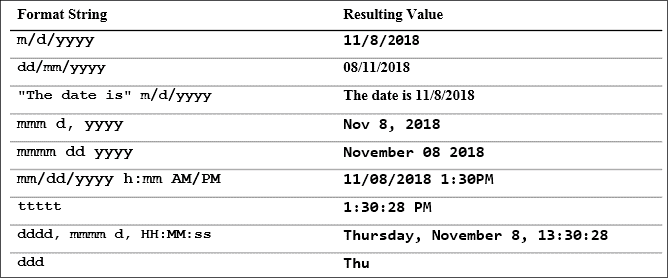 Format String Resulting Value
m/d/yyyy 11/8/2018
dd/mm/yyyy 08/11/2018
"The date is" m/d/yyyy The date is 11/8/2018
mmm d, yyyy Nov 8, 2018
mmmm dd yyyy November 08 2018
mm/dd/yyyy h:mm AM/PM 11/08/2018 1:30PM
ttttt 1:30:28 PM
dddd, mmmm d, HH:MM:ss Thursday, November 8, 13:30:28
ddd Thu